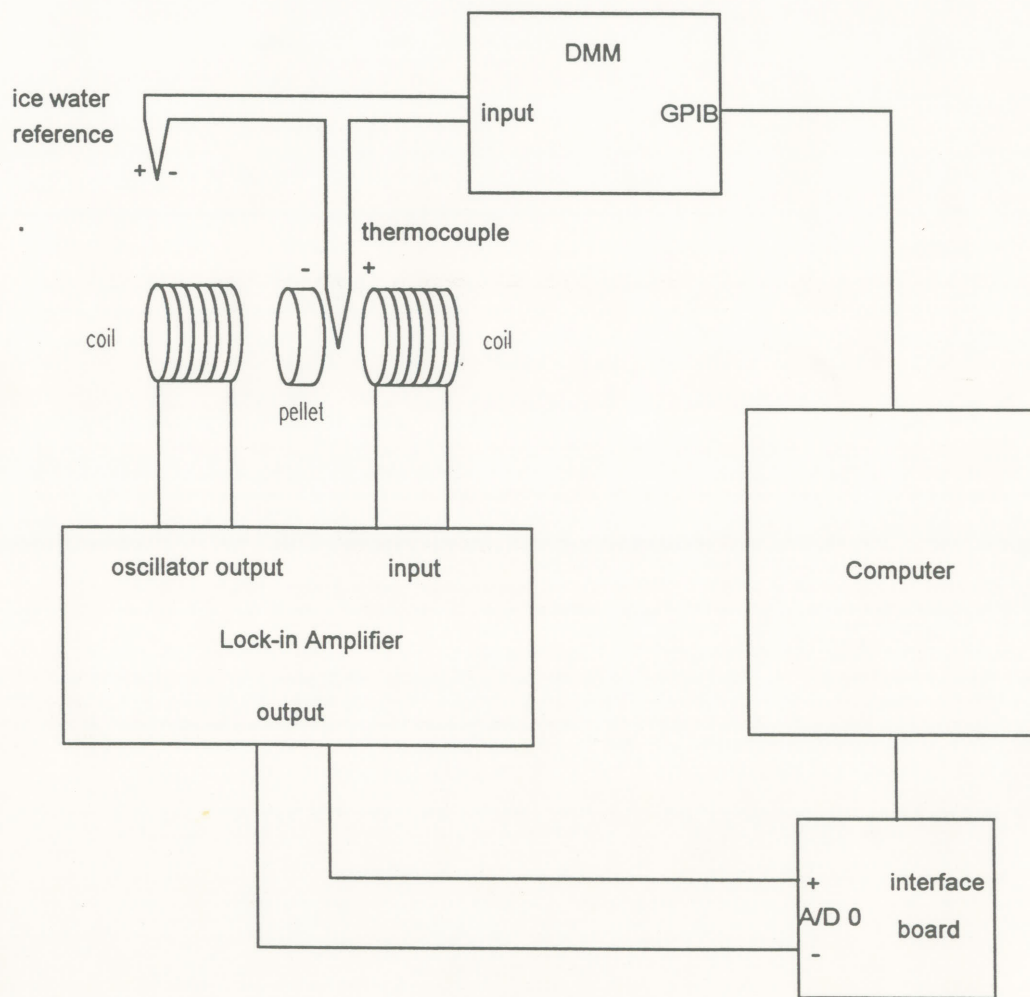 DMM
ice water
reference
input
GPIB
+ -
thermocouple
- +
coil
coil
pellet
oscillator output
input
Lock-in Amplifier
output
Computer
+
interface
A/D 0
board
-